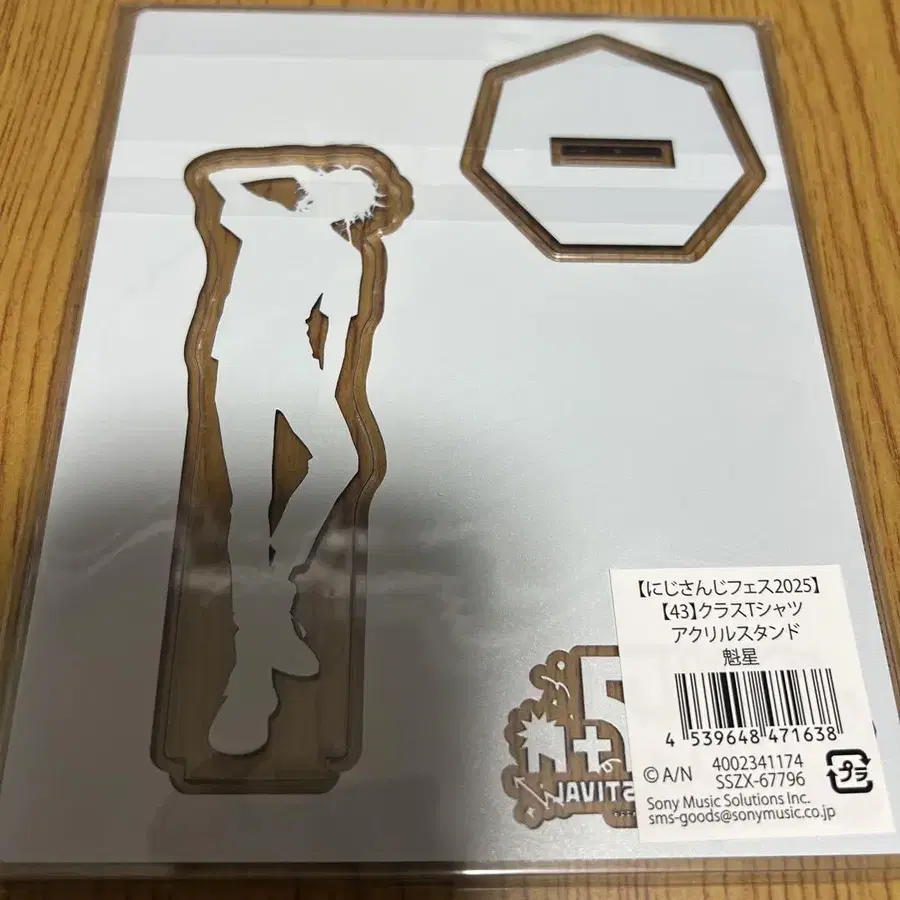 【にじさんじフェス2025】
【43】クラスTシャツ
アクリルスタンド
魁星
4 539648 471638
©A/N
4002341174
SSZX-67796
プラ
Sony Music Solutions Inc.
sms-goods@sonymusic.co.jp